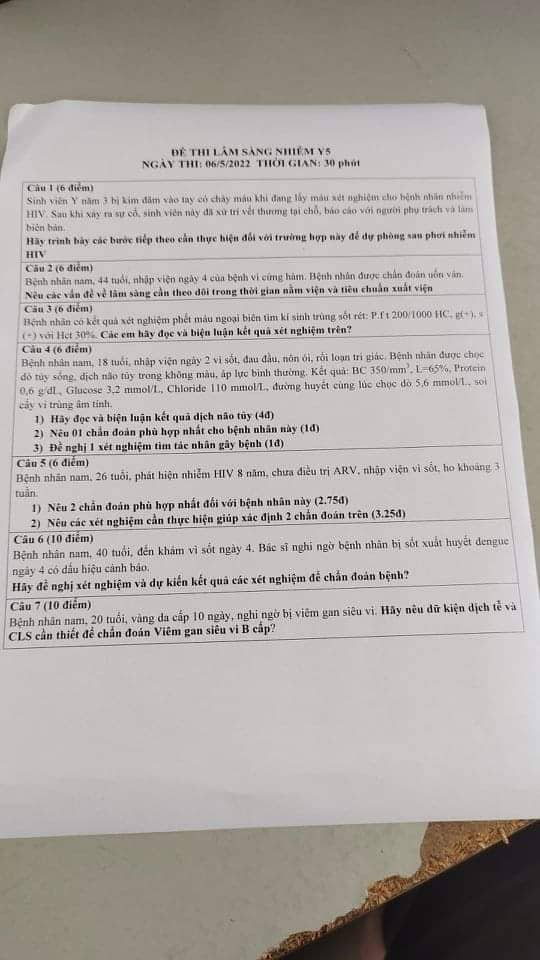 ĐỀ THI LÂM SÀNG NHIỄM Y5
NGÀY THI: 06/5/2022 THỜI GIAN: 30 phút
Câu 1 (6 điểm)
Sinh viên Y năm 3 bị kim đâm vào tay có chảy máu khi đang lấy máu xét nghiệm cho bệnh nhân nhiễm
HIV. Sau khi xảy ra sự cố, sinh viên này đã xử trí vết thương tại chỗ, báo cáo với người phụ trách và làm
biên bản.
Hãy trình bày các bước tiếp theo cần thực hiện đối với trường hợp này để dự phòng sau phơi nhiễm
HIV
Câu 2 (6 điểm)
Bệnh nhân nam, 44 tuổi, nhập viện ngày 4 của bệnh vì cứng hàm. Bệnh nhân được chẩn đoán uốn ván.
Nêu các vấn đề về lâm sàng cần theo dõi trong thời gian nằm viện và tiêu chuẩn xuất viện
Câu 3 (6 điểm)
Bệnh nhân có kết quả xét nghiệm phết máu ngoại biên tìm kí sinh trùng sốt rét: P.f t 200/1000 HC, g(+), s
(+) với Hct 30%. Các em hãy đọc và biện luận kết quả xét nghiệm trên?
Câu 4 (6 điểm)
Bệnh nhân nam, 18 tuổi, nhập viện ngày 2 vì sốt, đau đầu, nôn ói, rối loạn tri giác. Bệnh nhân được chọc
dò tủy sống, dịch não tủy trong không màu, áp lực bình thường. Kết quả: BC 350/mm³, L=65%, Protein
0,6 g/dL, Glucose 3,2 mmol/L, Chloride 110 mmol/L, đường huyết cùng lúc chọc dò 5,6 mmol/L, soi
cấy vi trùng âm tính.
1) Hãy đọc và biện luận kết quả dịch não tủy (4đ)
2) Nêu 01 chẩn đoán phù hợp nhất cho bệnh nhân này (1đ)
3) Đề nghị 1 xét nghiệm tìm tác nhân gây bệnh (1đ)
Câu 5 (6 điểm)
Bệnh nhân nam, 26 tuổi, phát hiện nhiễm HIV 8 năm, chưa điều trị ARV, nhập viện vì sốt, ho khoảng 3
tuần.
1) Nêu 2 chẩn đoán phù hợp nhất đối với bệnh nhân này (2.75đ)
2) Nêu các xét nghiệm cần thực hiện giúp xác định 2 chẩn đoán trên (3.25đ)
Câu 6 (10 điểm)
Bệnh nhân nam, 40 tuổi, đến khám vì sốt ngày 4. Bác sĩ nghi ngờ bệnh nhân bị sốt xuất huyết dengue
ngày 4 có dấu hiệu cảnh báo.
Hãy đề nghị xét nghiệm và dự kiến kết quả các xét nghiệm để chẩn đoán bệnh?
Câu 7 (10 điểm)
Bệnh nhân nam, 20 tuổi, vàng da cấp 10 ngày, nghi ngờ bị viêm gan siêu vi. Hãy nêu dữ kiện dịch tễ và
CLS cần thiết để chẩn đoán Viêm gan siêu vi B cấp?